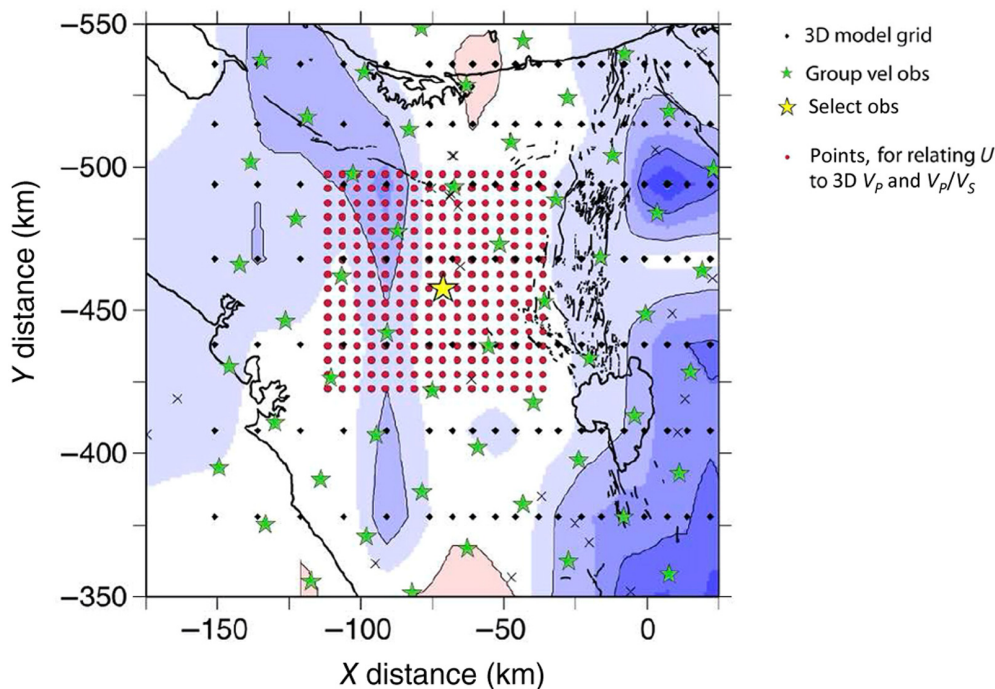 −550
−500
−450
−400
−350
Y distance (km)
−150
−100
−50
0
X distance (km)
3D model grid
Group vel obs
Select obs
Points, for relating U
to 3D VP and VP/VS